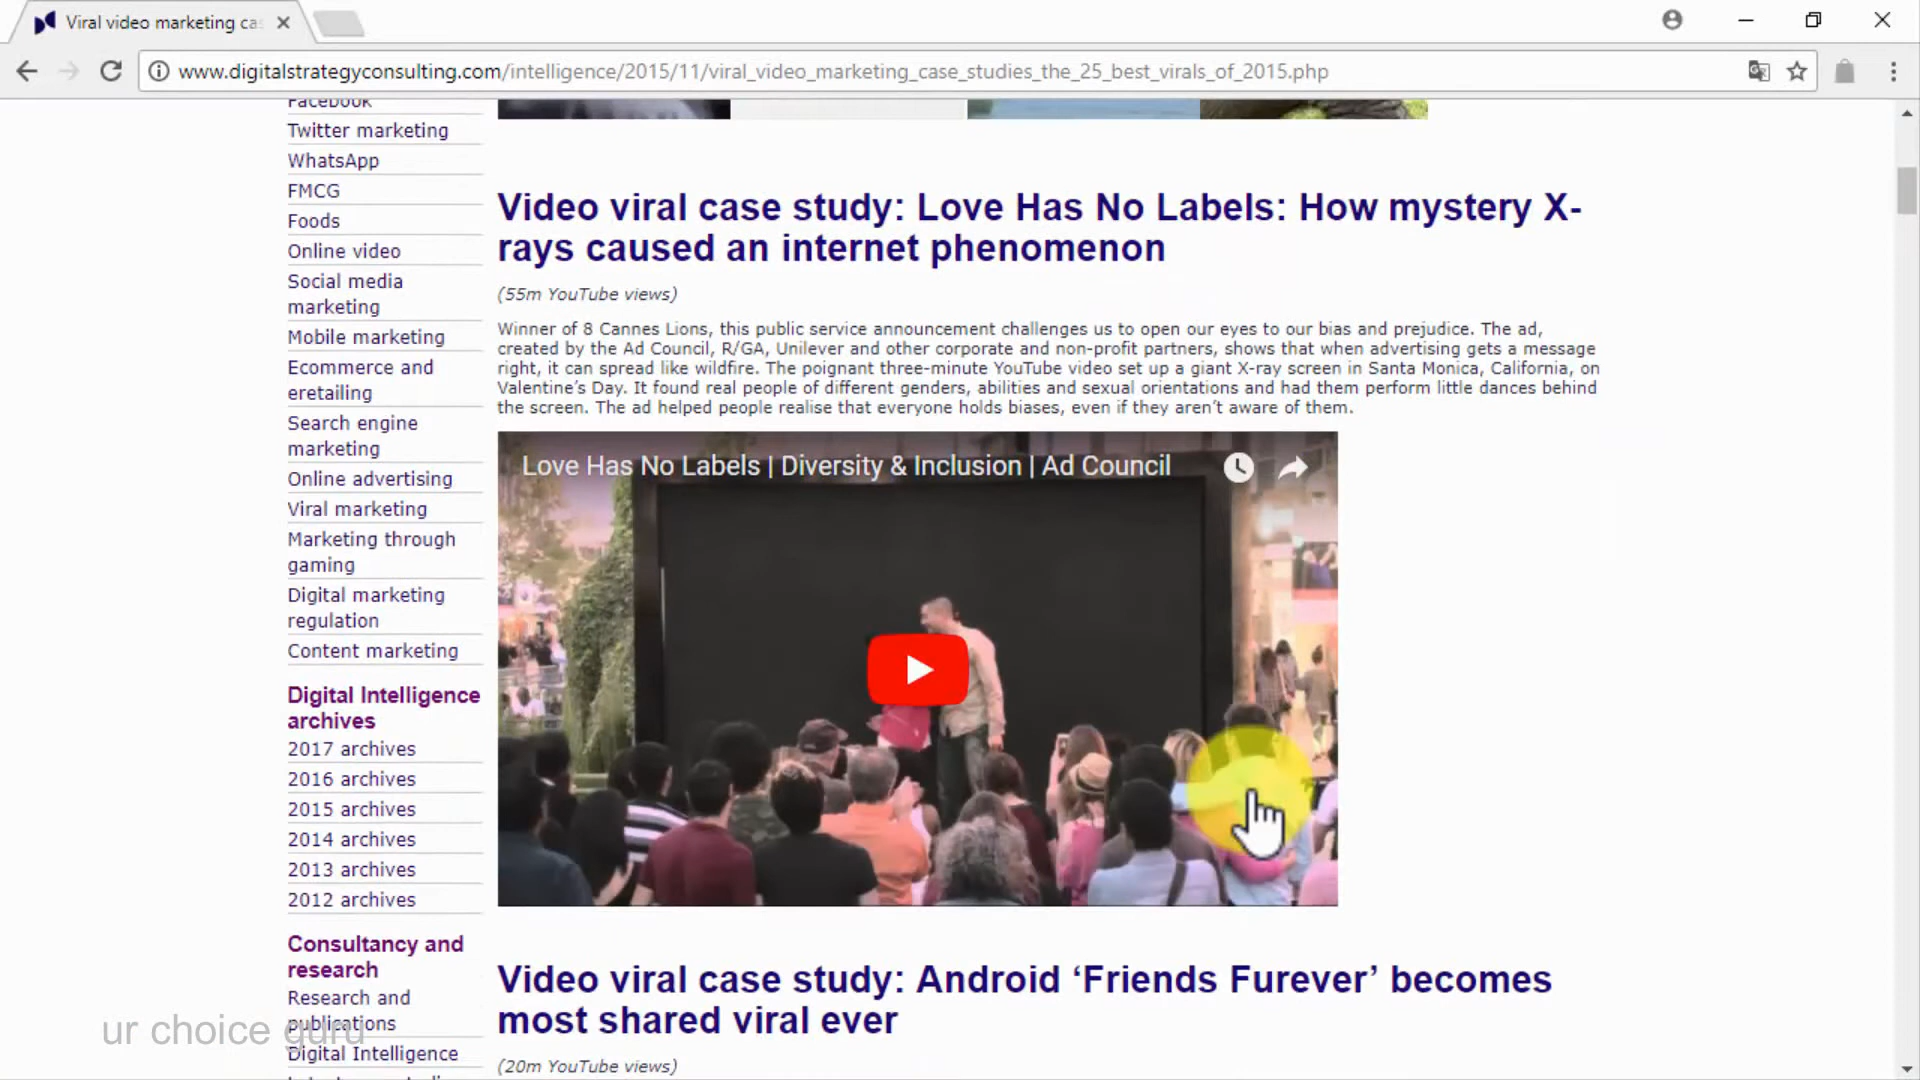 Viral video marketing ca
www.digitalstrategyconsulting.com/intelligence/2015/11/viral_video_marketing_case_studies_the_25_best_virals_of_2015.php
Facebook
Twitter marketing
WhatsApp
FMCG
Foods
Online video
Social media
marketing
Mobile marketing
Ecommerce and
eretailing
Search engine
marketing
Online advertising
Viral marketing
Marketing through
gaming
Digital marketing
regulation
Content marketing
Digital Intelligence
archives
2017 archives
2016 archives
2015 archives
2014 archives
2013 archives
2012 archives
Consultancy and
research
Research and
publications
Digital Intelligence
Video viral case study: Love Has No Labels: How mystery X-
rays caused an internet phenomenon
(55m YouTube views)
Winner of 8 Cannes Lions, this public service announcement challenges us to open our eyes to our bias and prejudice. The ad,
created by the Ad Council, R/GA, Unilever and other corporate and non-profit partners, shows that when advertising gets a message
right, it can spread like wildfire. The poignant three-minute YouTube video set up a giant X-ray screen in Santa Monica, California, on
Valentine’s Day. It found real people of different genders, abilities and sexual orientations and had them perform little dances behind
the screen. The ad helped people realise that everyone holds biases, even if they aren’t aware of them.
Love Has No Labels | Diversity & Inclusion | Ad Council
Video viral case study: Android ‘Friends Furever’ becomes
most shared viral ever
(20m YouTube views)
ur choice guru